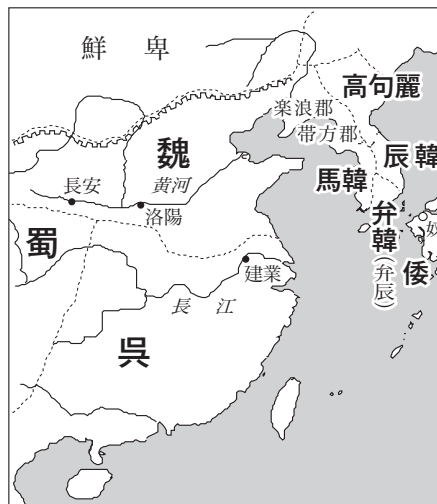 鮮卑
高句麗
楽浪郡
帯方郡
魏
辰韓
馬韓
黄河
長安
洛陽
弁韓
(弁辰)
奴
倭
蜀
建業
長江
呉